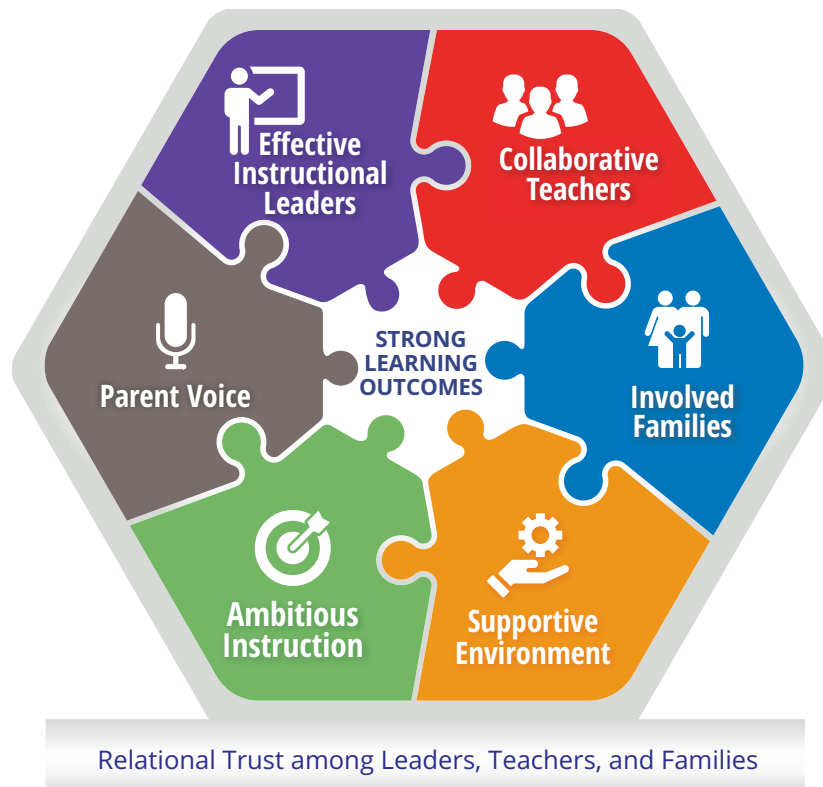 Effective
Instructional
Leaders
Collaborative
Teachers
Parent Voice
STRONG
LEARNING
OUTCOMES
Involved
Families
Ambitious
Instruction
Supportive
Environment
Relational Trust among Leaders, Teachers, and Families